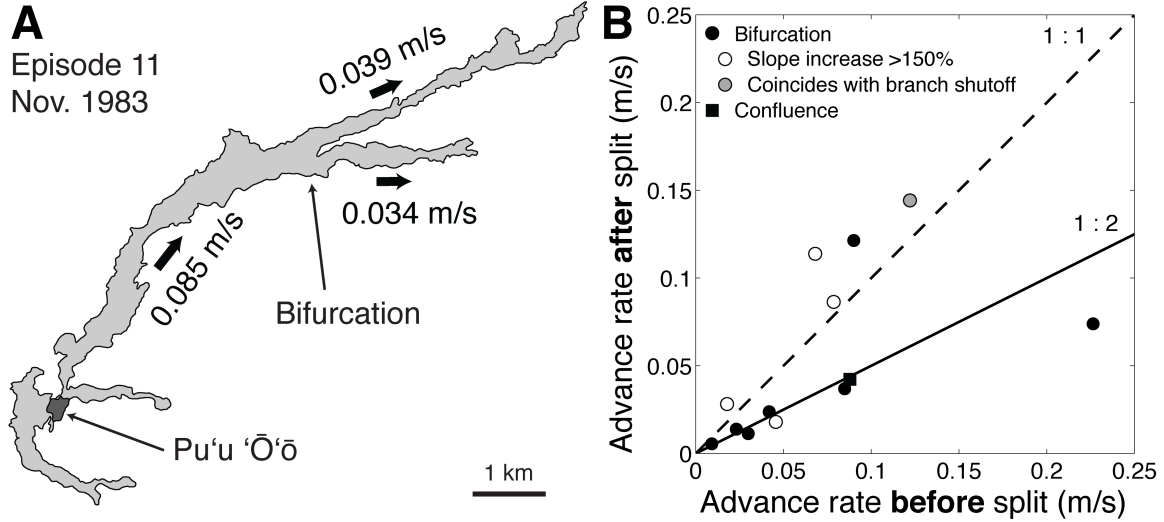 A
Episode 11
Nov. 1983
0.039 m/s
0.034 m/s
0.085 m/s
Bifurcation
Pu‘u ‘Ō‘ō
1 km
B
Advance rate after split (m/s)
0.25
0.2
0.15
0.1
0.05
0
Bifurcation
Slope increase >150%
Coincides with branch shutoff
Confluence
1 : 1
1 : 2
0
0.05
0.1
0.15
0.2
0.25
Advance rate before split (m/s)